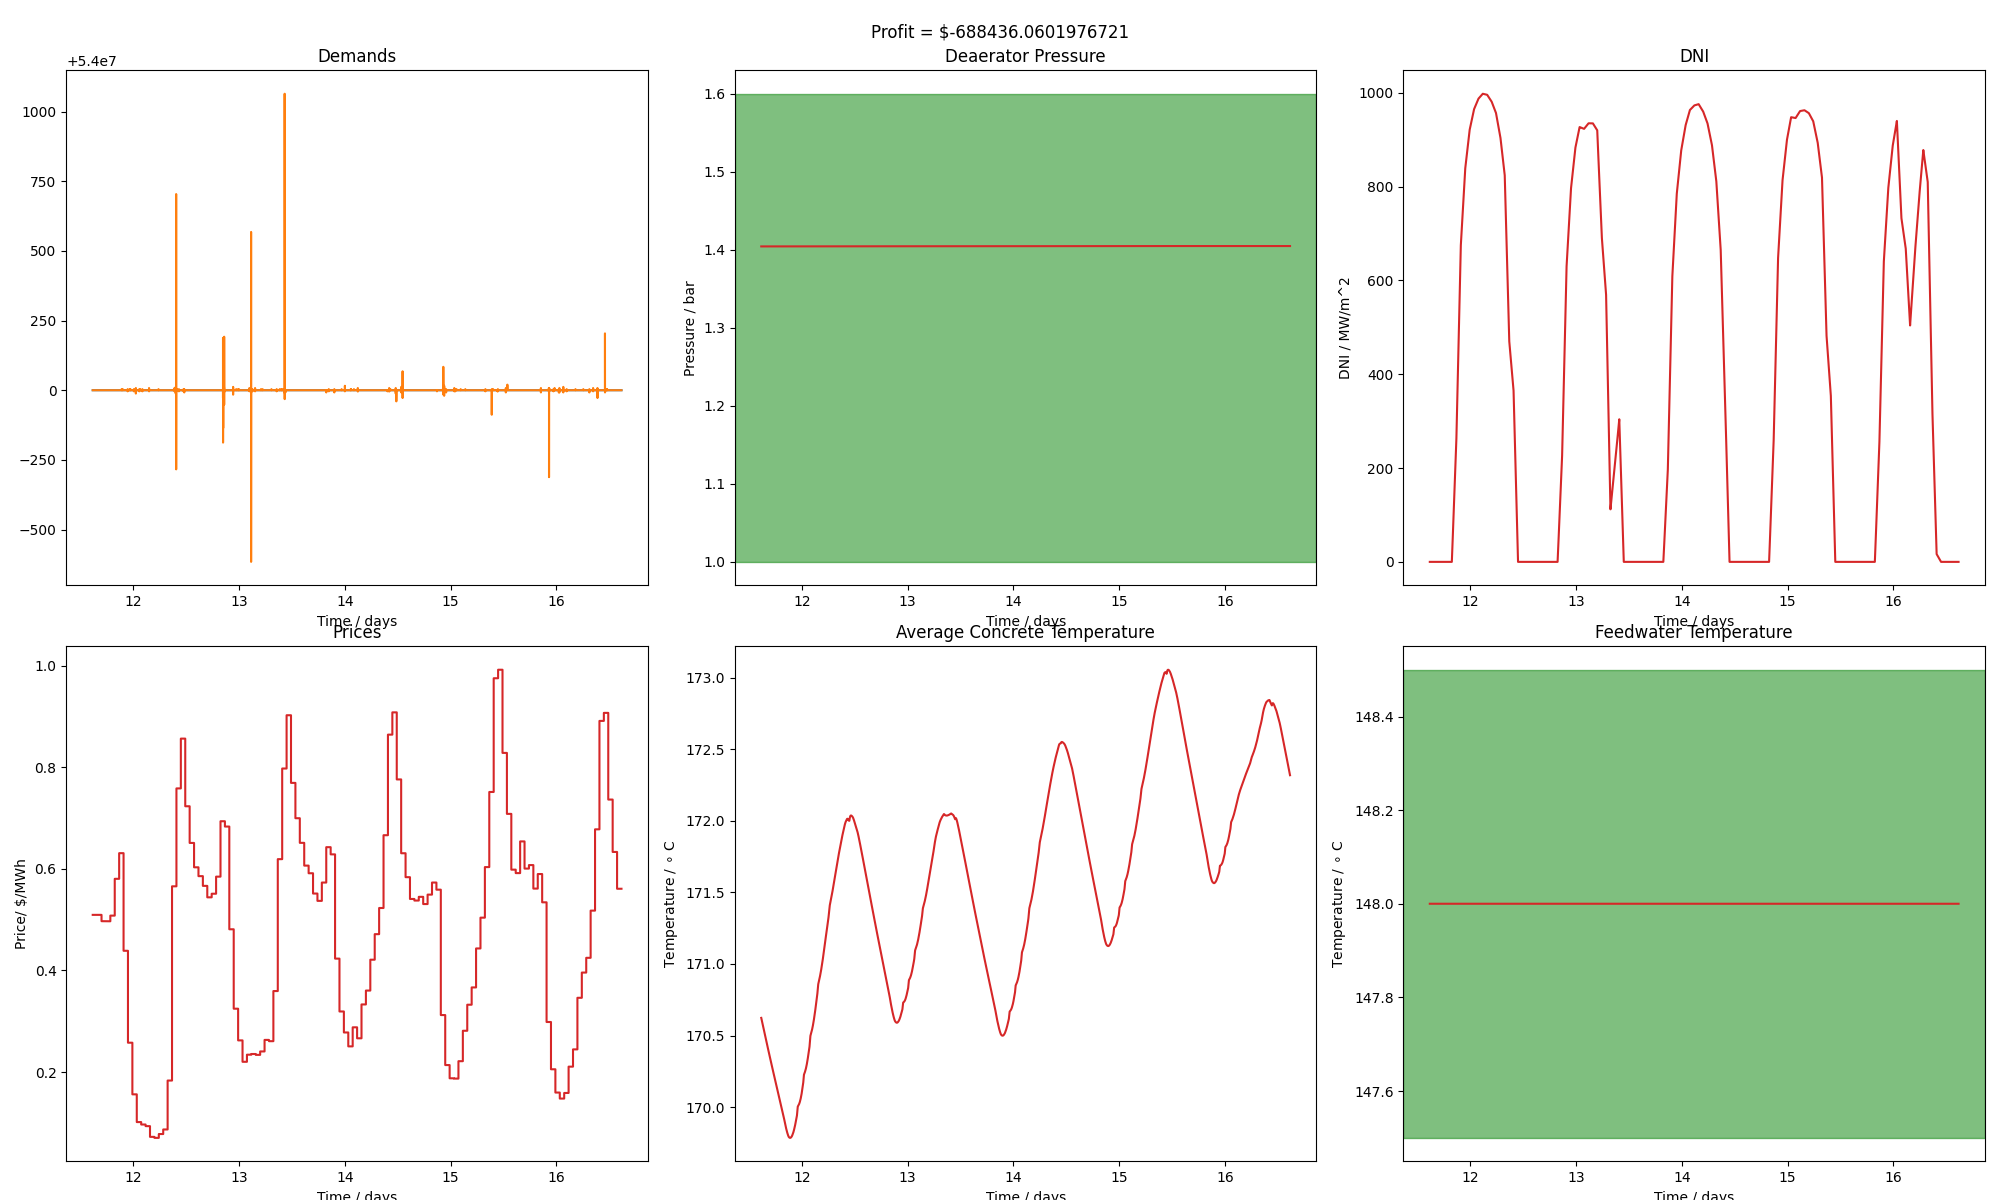 Profit = $-688436.0601976721
Demands
+5.4e7
1000
750
500
250
0
−250
−500
12 13 14 15 16
Time / days
Deaerator Pressure
Pressure / bar
1.6
1.5
1.4
1.3
1.2
1.1
1.0
12 13 14 15 16
Time / days
DNI
DNI / MW/m^2
1000
800
600
400
200
0
12 13 14 15 16
Time / days
Prices
Price/ $/MWh
1.0
0.8
0.6
0.4
0.2
12 13 14 15 16
Time / days
Average Concrete Temperature
Temperature / ∘ C
173.0
172.5
172.0
171.5
171.0
170.5
170.0
12 13 14 15 16
Time / days
Feedwater Temperature
Temperature / ∘ C
148.4
148.2
148.0
147.8
147.6
12 13 14 15 16
Time / days